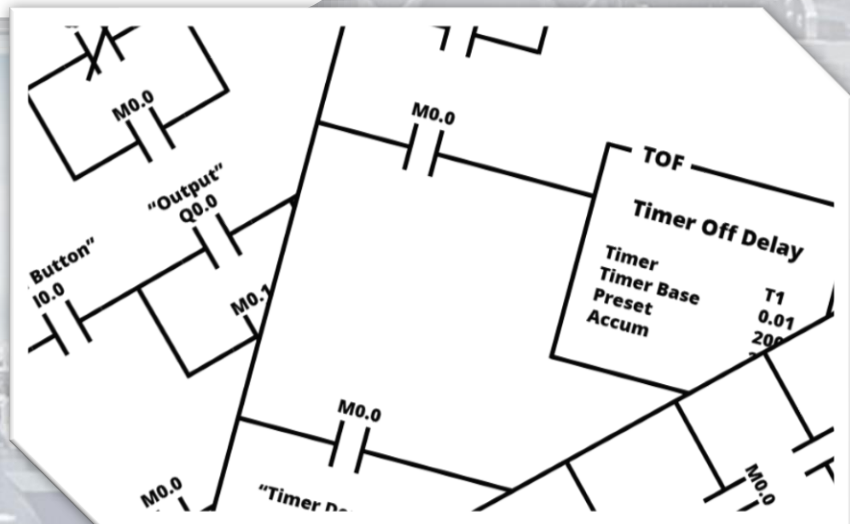 M0.0
"Output"
Q0.0
Button"
I0.0
M0.1
M0.0
M0.0
TOF
Timer Off Delay
Timer T1
Timer Base 0.01
Preset
Accum
M0.0
"Timer
M0.0